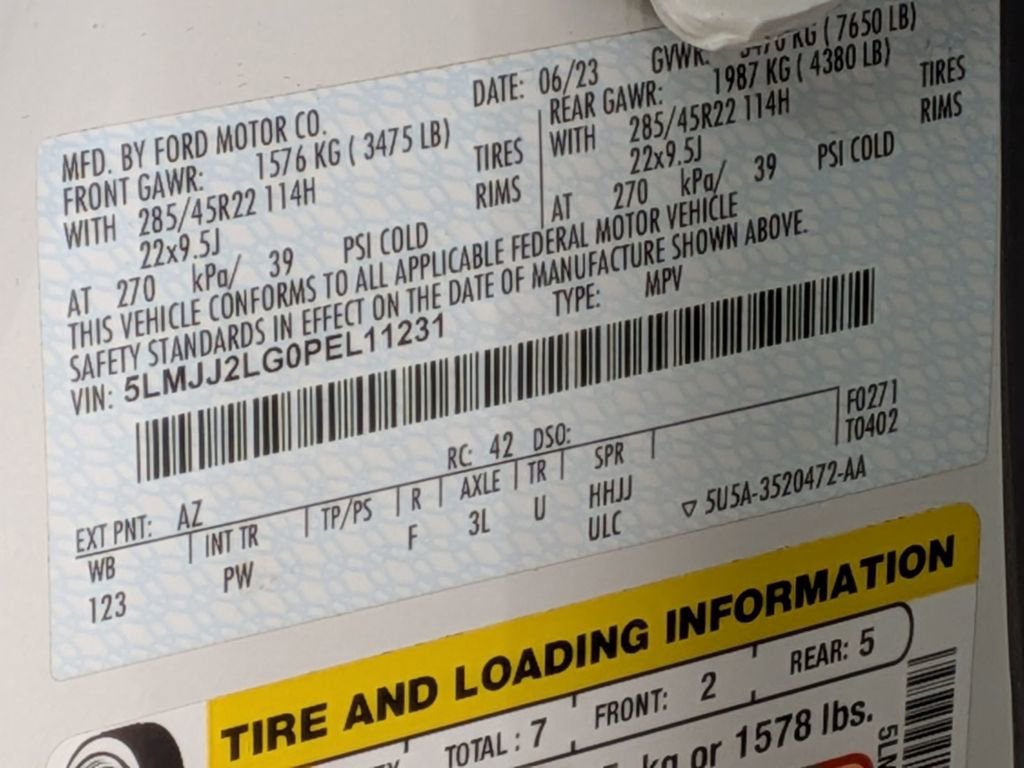 MFD. BY FORD MOTOR CO.
DATE: 06/23
GVWR: KG ( 7650 LB)
FRONT GAWR: 1576 KG ( 3475 LB)
WITH 285/45R22 114H TIRES
22x9.5J RIMS
AT 270 kPa/ 39 PSI COLD
REAR GAWR: 1987 KG ( 4380 LB)
WITH 285/45R22 114H TIRES
22x9.5J RIMS
AT 270 kPa/ 39 PSI COLD
THIS VEHICLE CONFORMS TO ALL APPLICABLE FEDERAL MOTOR VEHICLE
SAFETY STANDARDS IN EFFECT ON THE DATE OF MANUFACTURE SHOWN ABOVE.
VIN: 5LMJJ2LG0PEL11231
TYPE: MPV
F0271
T0402
EXT PNT: AZ RC: 42 DSO:
WB INT TR TP/PS R AXLE TR SPR
123 PW F 3L U HHJJ
ULC
▽ 5U5A-3520472-AA
TIRE AND LOADING INFORMATION
TOTAL : 7 FRONT: 2 REAR: 5
kg or 1578 lbs.